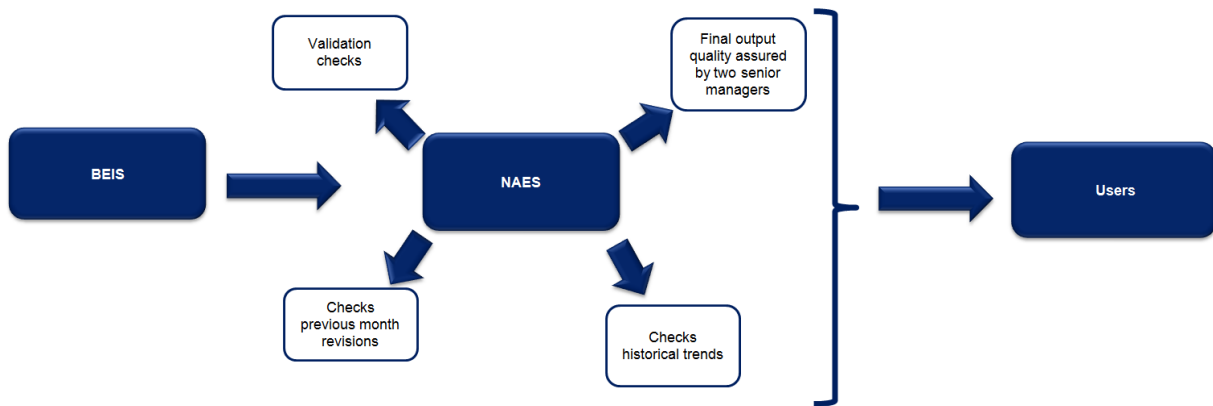 BEIS
Validation
checks
NAES
Final output
quality assured
by two senior
managers
Checks
previous month
revisions
Checks
historical trends
Users